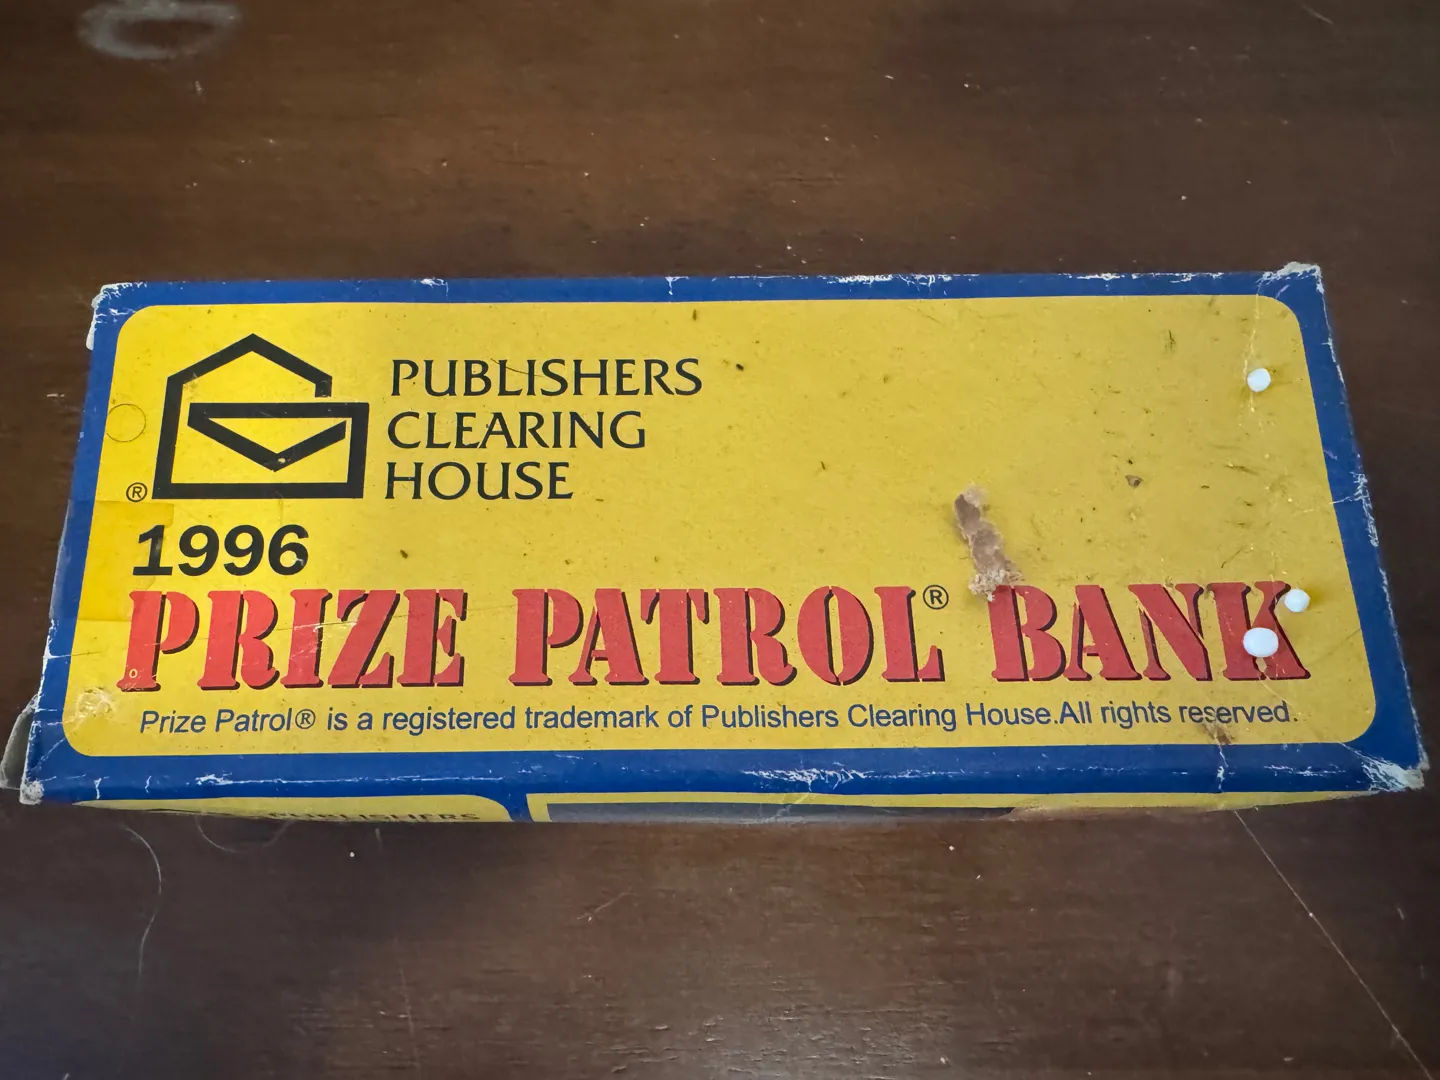 PUBLISHERS
CLEARING
HOUSE
®
1996
PRIZE PATROL® BANK
Prize Patrol® is a registered trademark of Publishers Clearing House.All rights reserved.
PUBLISHERS